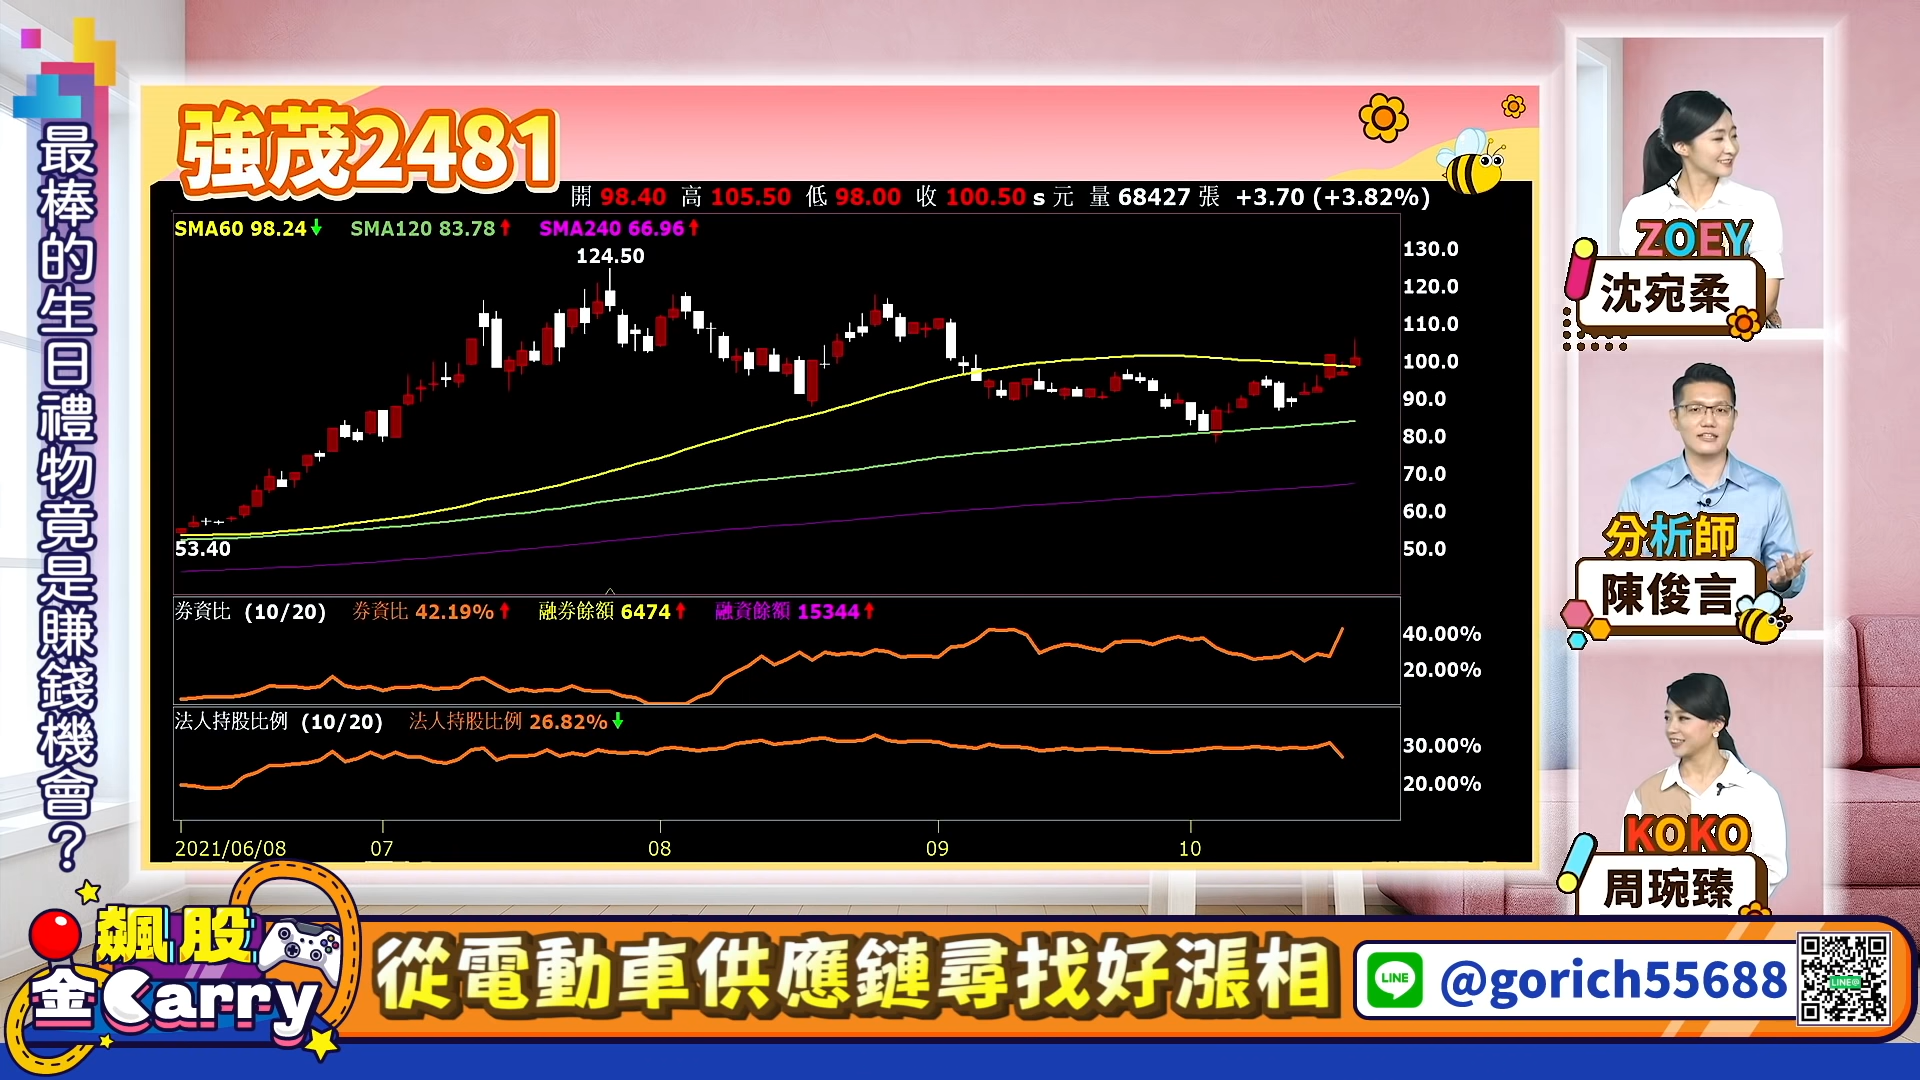 最棒的生日禮物竟是賺錢機會?
強茂2481
開 98.40 高 105.50 低 98.00 收 100.50 s 元 量 68427 張 +3.70 (+3.82%)
SMA60 98.24↓ SMA120 83.78↑ SMA240 66.96↑
124.50
130.0
120.0
110.0
100.0
90.0
80.0
70.0
60.0
50.0
53.40
券資比 (10/20) 券資比 42.19%↑ 融券餘額 6474↑ 融資餘額 15344↑
40.00%
20.00%
法人持股比例 (10/20) 法人持股比例 26.82%↓
30.00%
20.00%
2021/06/08 07 08 09 10
ZOEY
沈宛柔
分析師
陳俊言
KOKO
周琬臻
飆股
金Carry
從電動車供應鏈尋找好漲相
LINE
@gorich55688
LINE@